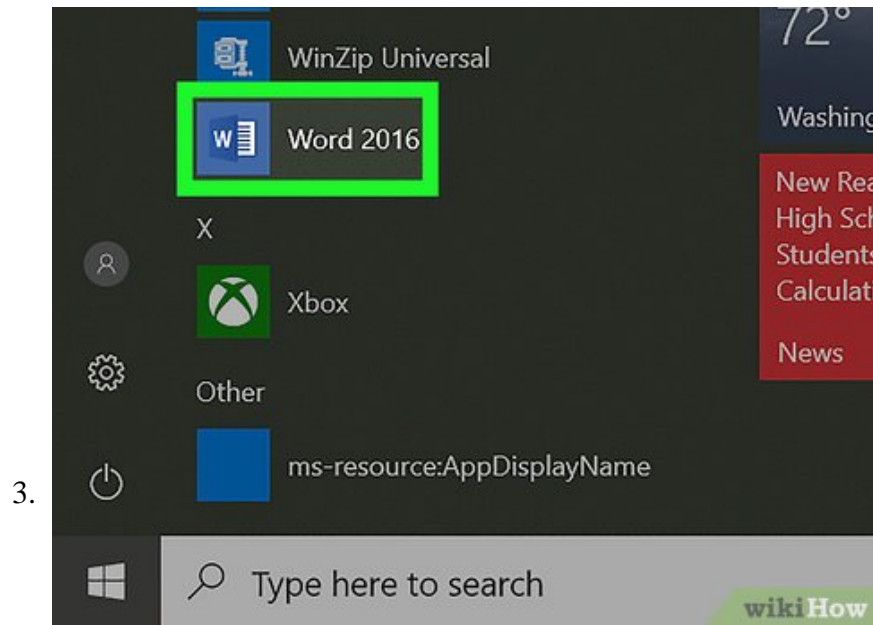 72°
WinZip Universal
Washing
W
Word 2016
New Rea
High Sch
Students
Calculati
X
Xbox
News
Other
ms-resource:AppDisplayName
3.
Type here to search
wikiHow